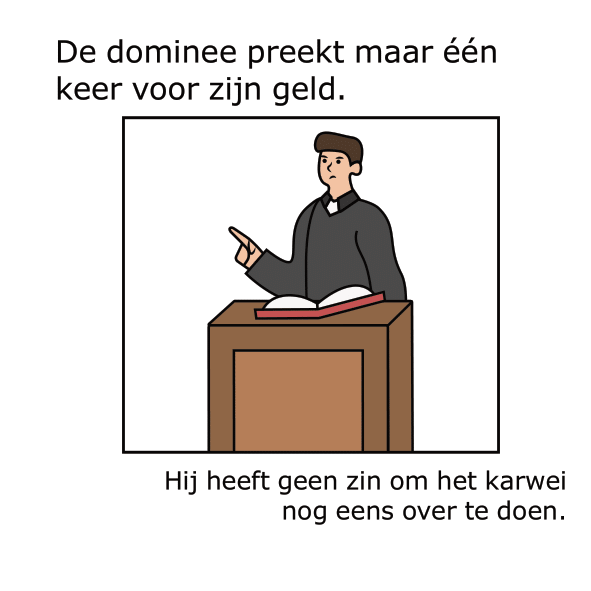 De dominee preekt maar één
keer voor zijn geld.
Hij heeft geen zin om het karwei
nog eens over te doen.